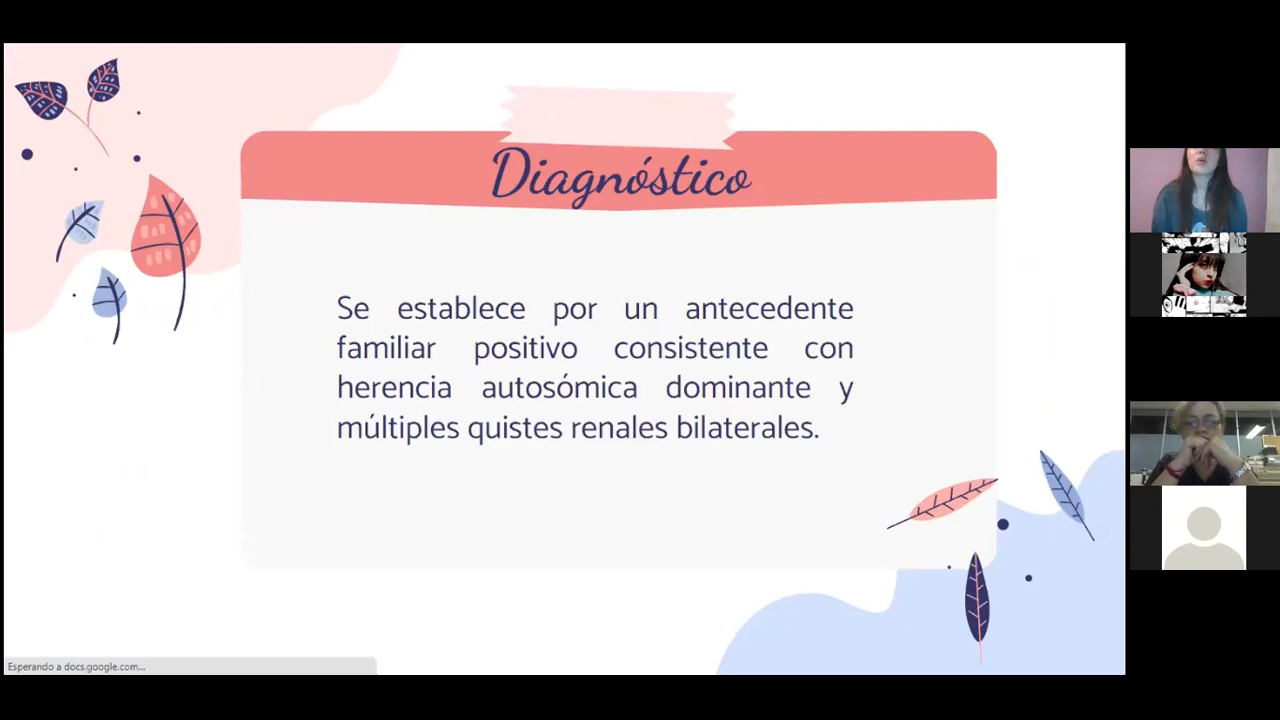 Diagnóstico
Se establece por un antecedente
familiar positivo consistente con
herencia autosómica dominante y
múltiples quistes renales bilaterales.
Esperando a docs.google.com...